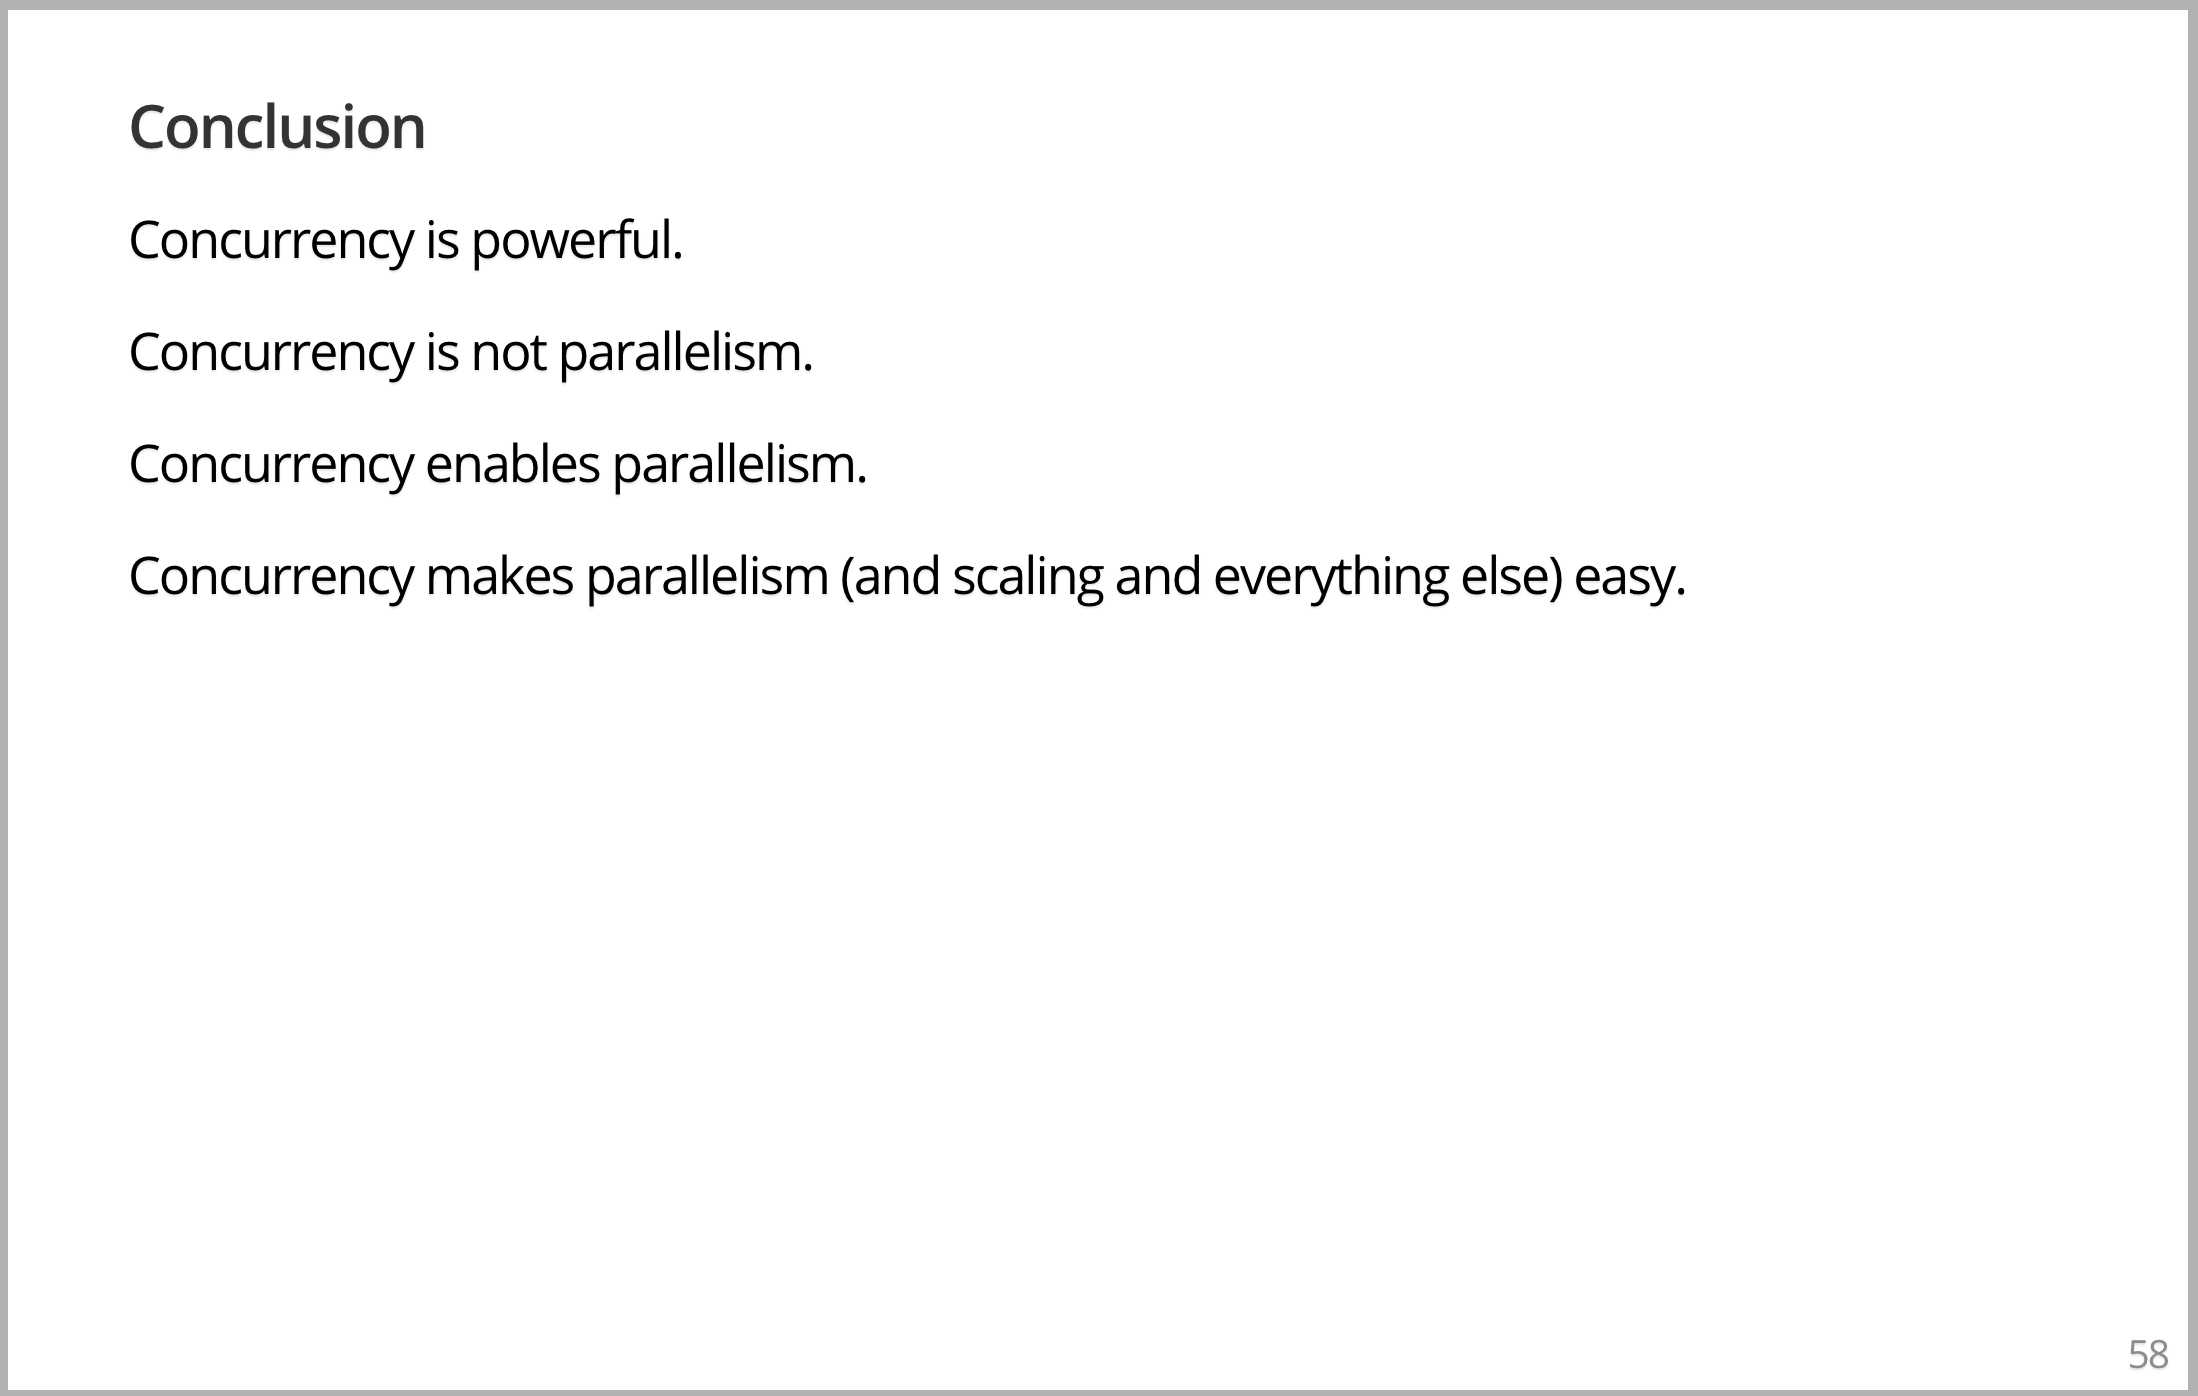 Conclusion
Concurrency is powerful.
Concurrency is not parallelism.
Concurrency enables parallelism.
Concurrency makes parallelism (and scaling and everything else) easy.
58